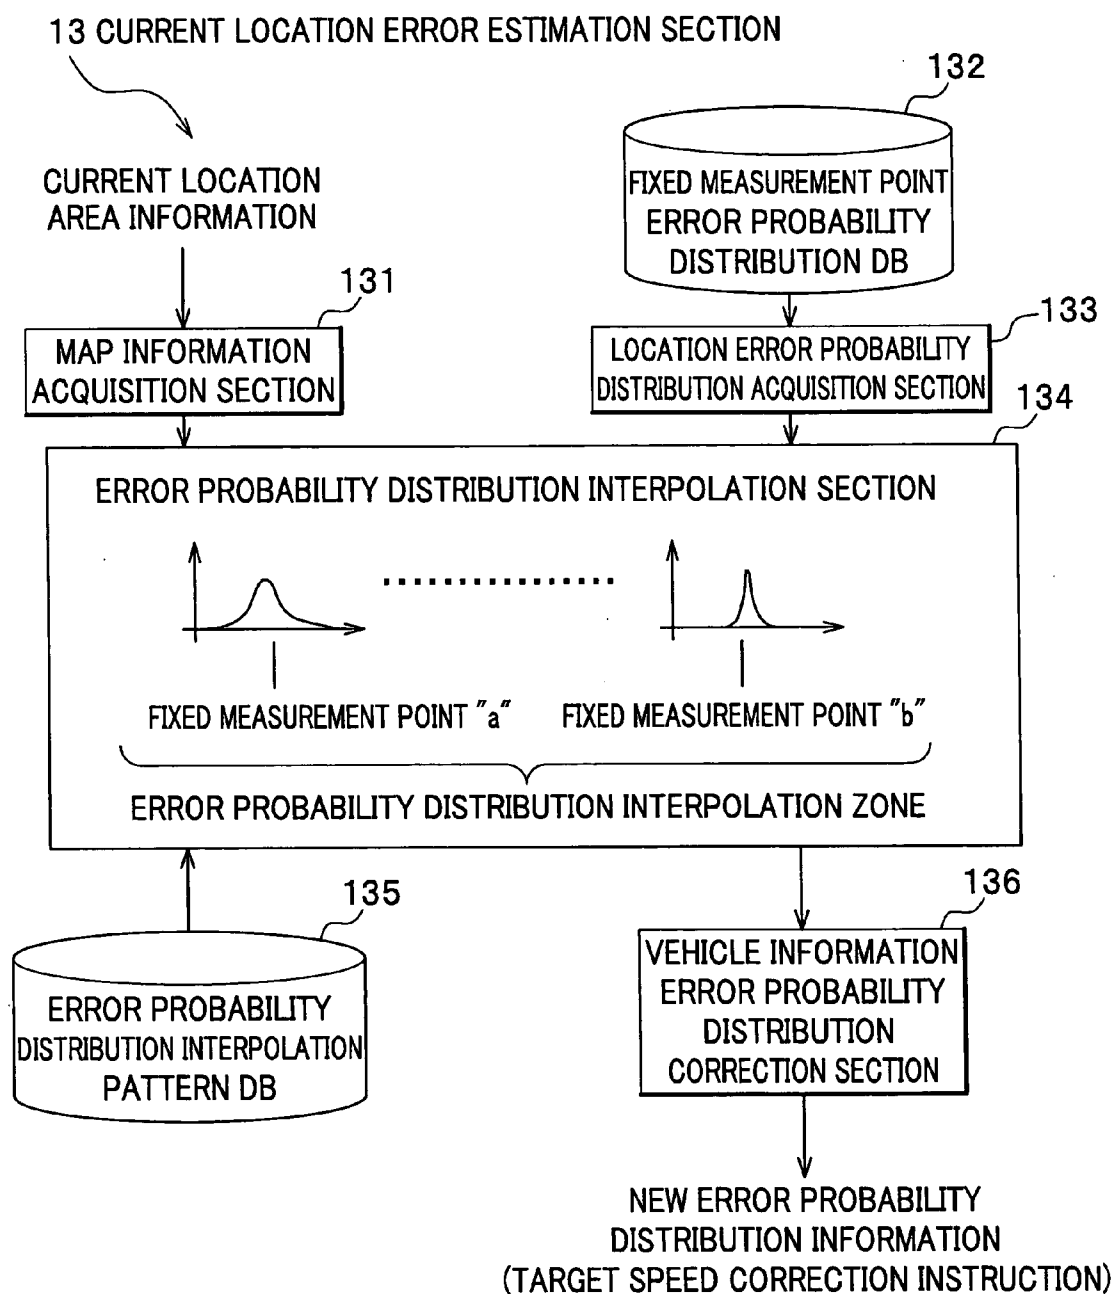 13 CURRENT LOCATION ERROR ESTIMATION SECTION
132
CURRENT LOCATION
AREA INFORMATION
FIXED MEASUREMENT POINT
ERROR PROBABILITY
DISTRIBUTION DB
131
133
MAP INFORMATION
ACQUISITION SECTION
LOCATION ERROR PROBABILITY
DISTRIBUTION ACQUISITION SECTION
134
ERROR PROBABILITY DISTRIBUTION INTERPOLATION SECTION
FIXED MEASUREMENT POINT "a"
FIXED MEASUREMENT POINT "b"
ERROR PROBABILITY DISTRIBUTION INTERPOLATION ZONE
135
136
ERROR PROBABILITY
DISTRIBUTION INTERPOLATION
PATTERN DB
VEHICLE INFORMATION
ERROR PROBABILITY
DISTRIBUTION
CORRECTION SECTION
NEW ERROR PROBABILITY
DISTRIBUTION INFORMATION
(TARGET SPEED CORRECTION INSTRUCTION)